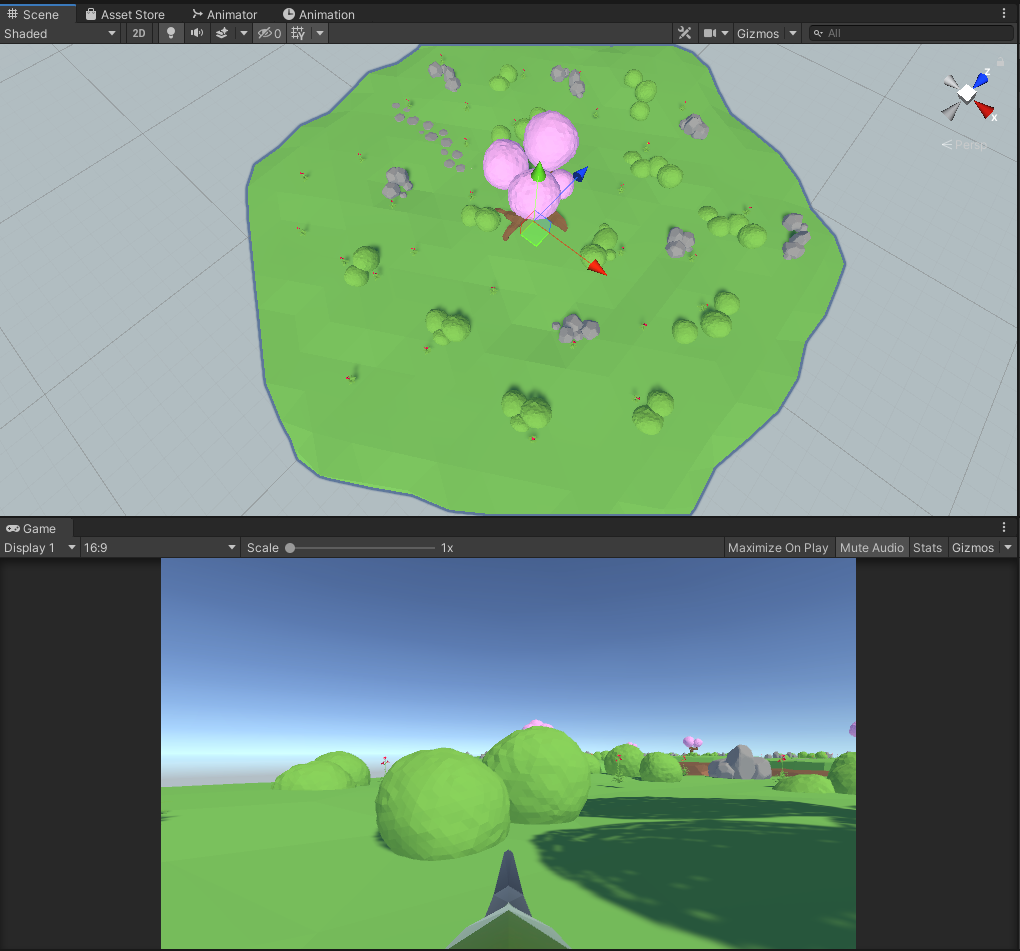 Scene Asset Store Animator Animation
Shaded 2D 0 Gizmos All
z
x
Persp
Game
Display 1 16:9 Scale 1x Maximize On Play Mute Audio Stats Gizmos